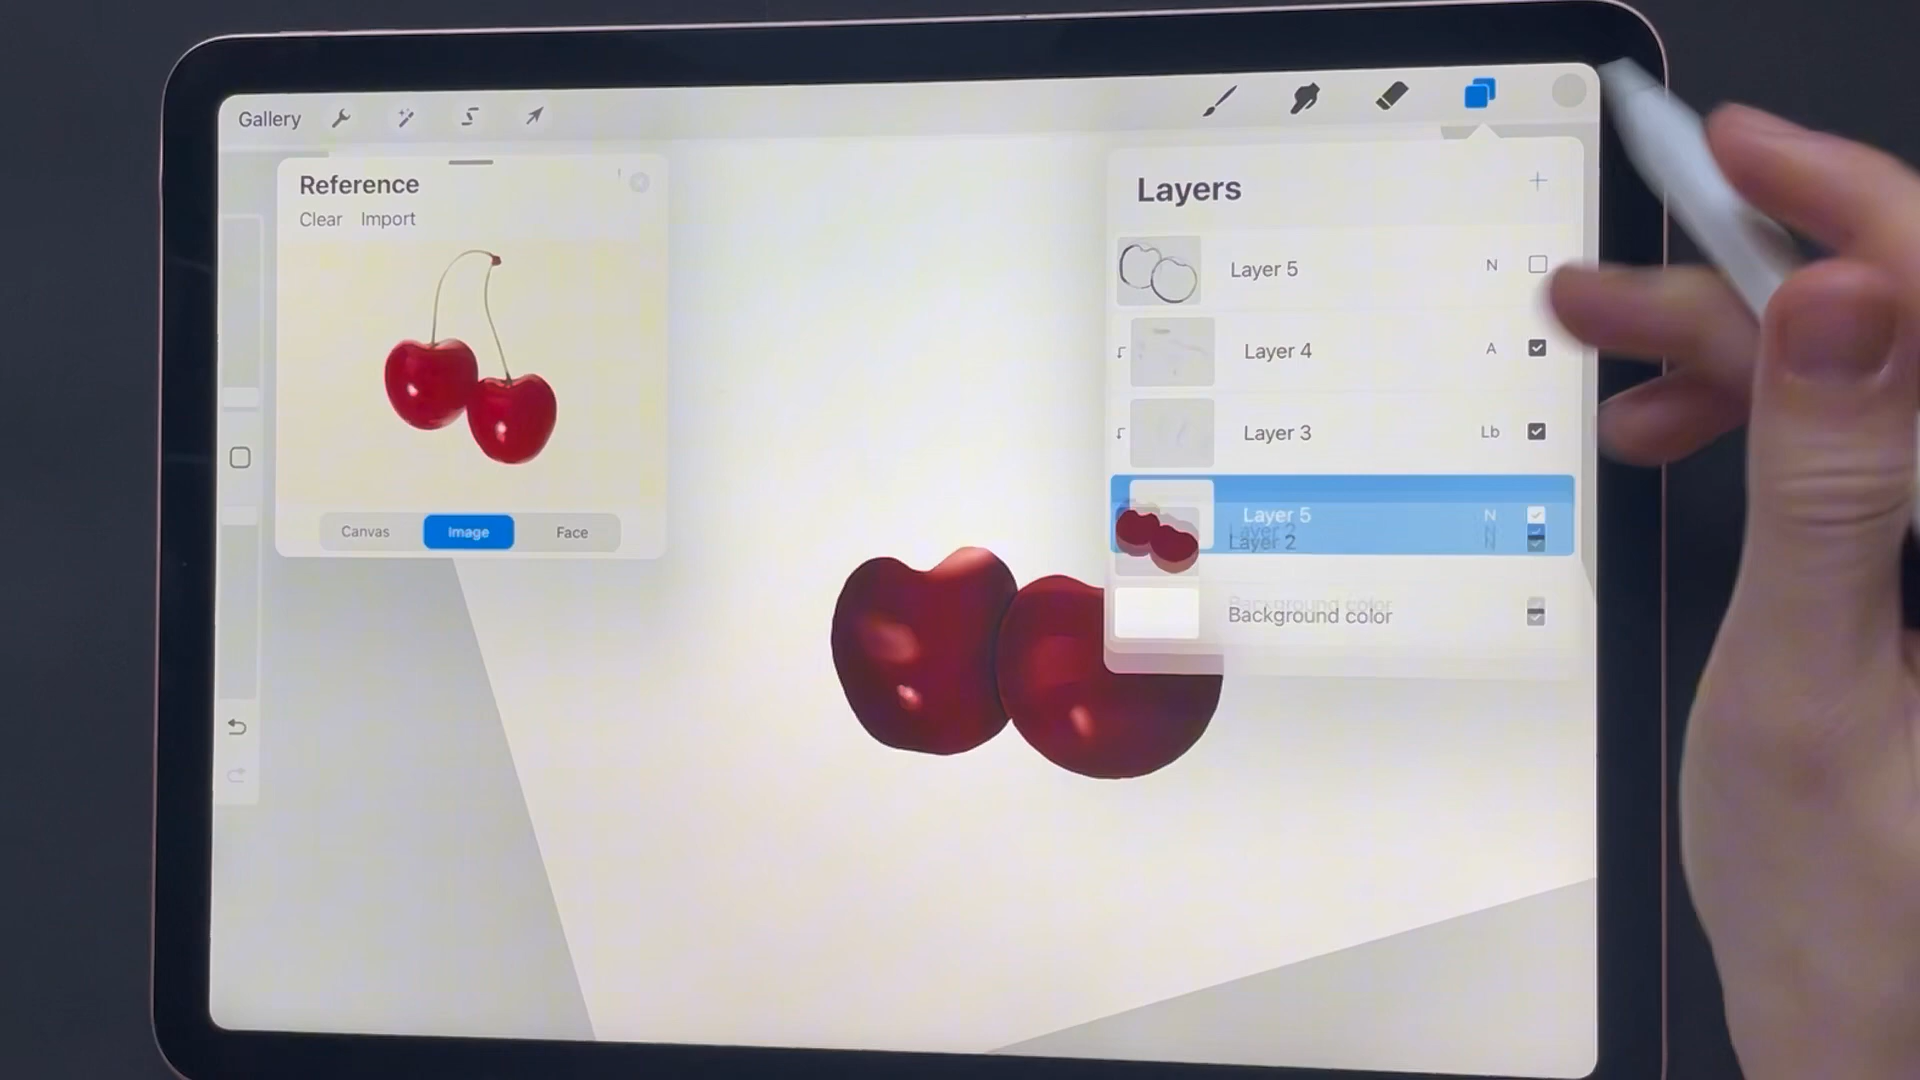 Gallery
Reference
Clear Import
Canvas Image Face
Layers
Layer 5 N
Layer 4 A
Layer 3 Lb
Layer 5 N
Layer 2 N
Background color